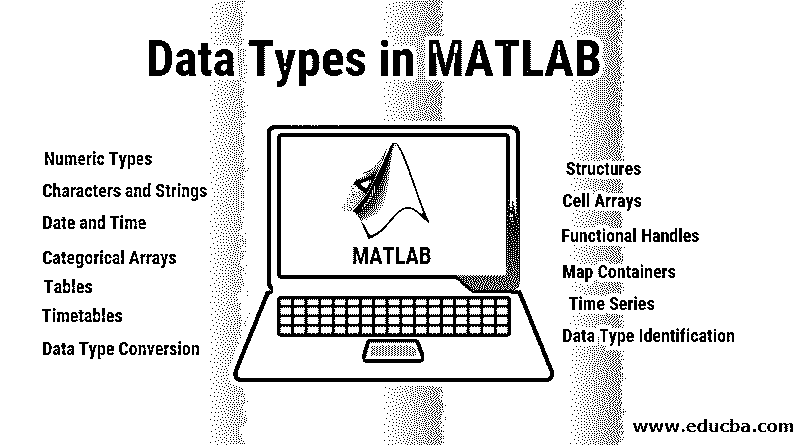 Data Types in MATLAB
Numeric Types
Characters and Strings
Date and Time
Categorical Arrays
Tables
Timetables
Data Type Conversion
MATLAB
Structures
Cell Arrays
Functional Handles
Map Containers
Time Series
Data Type Identification
www.educba.com